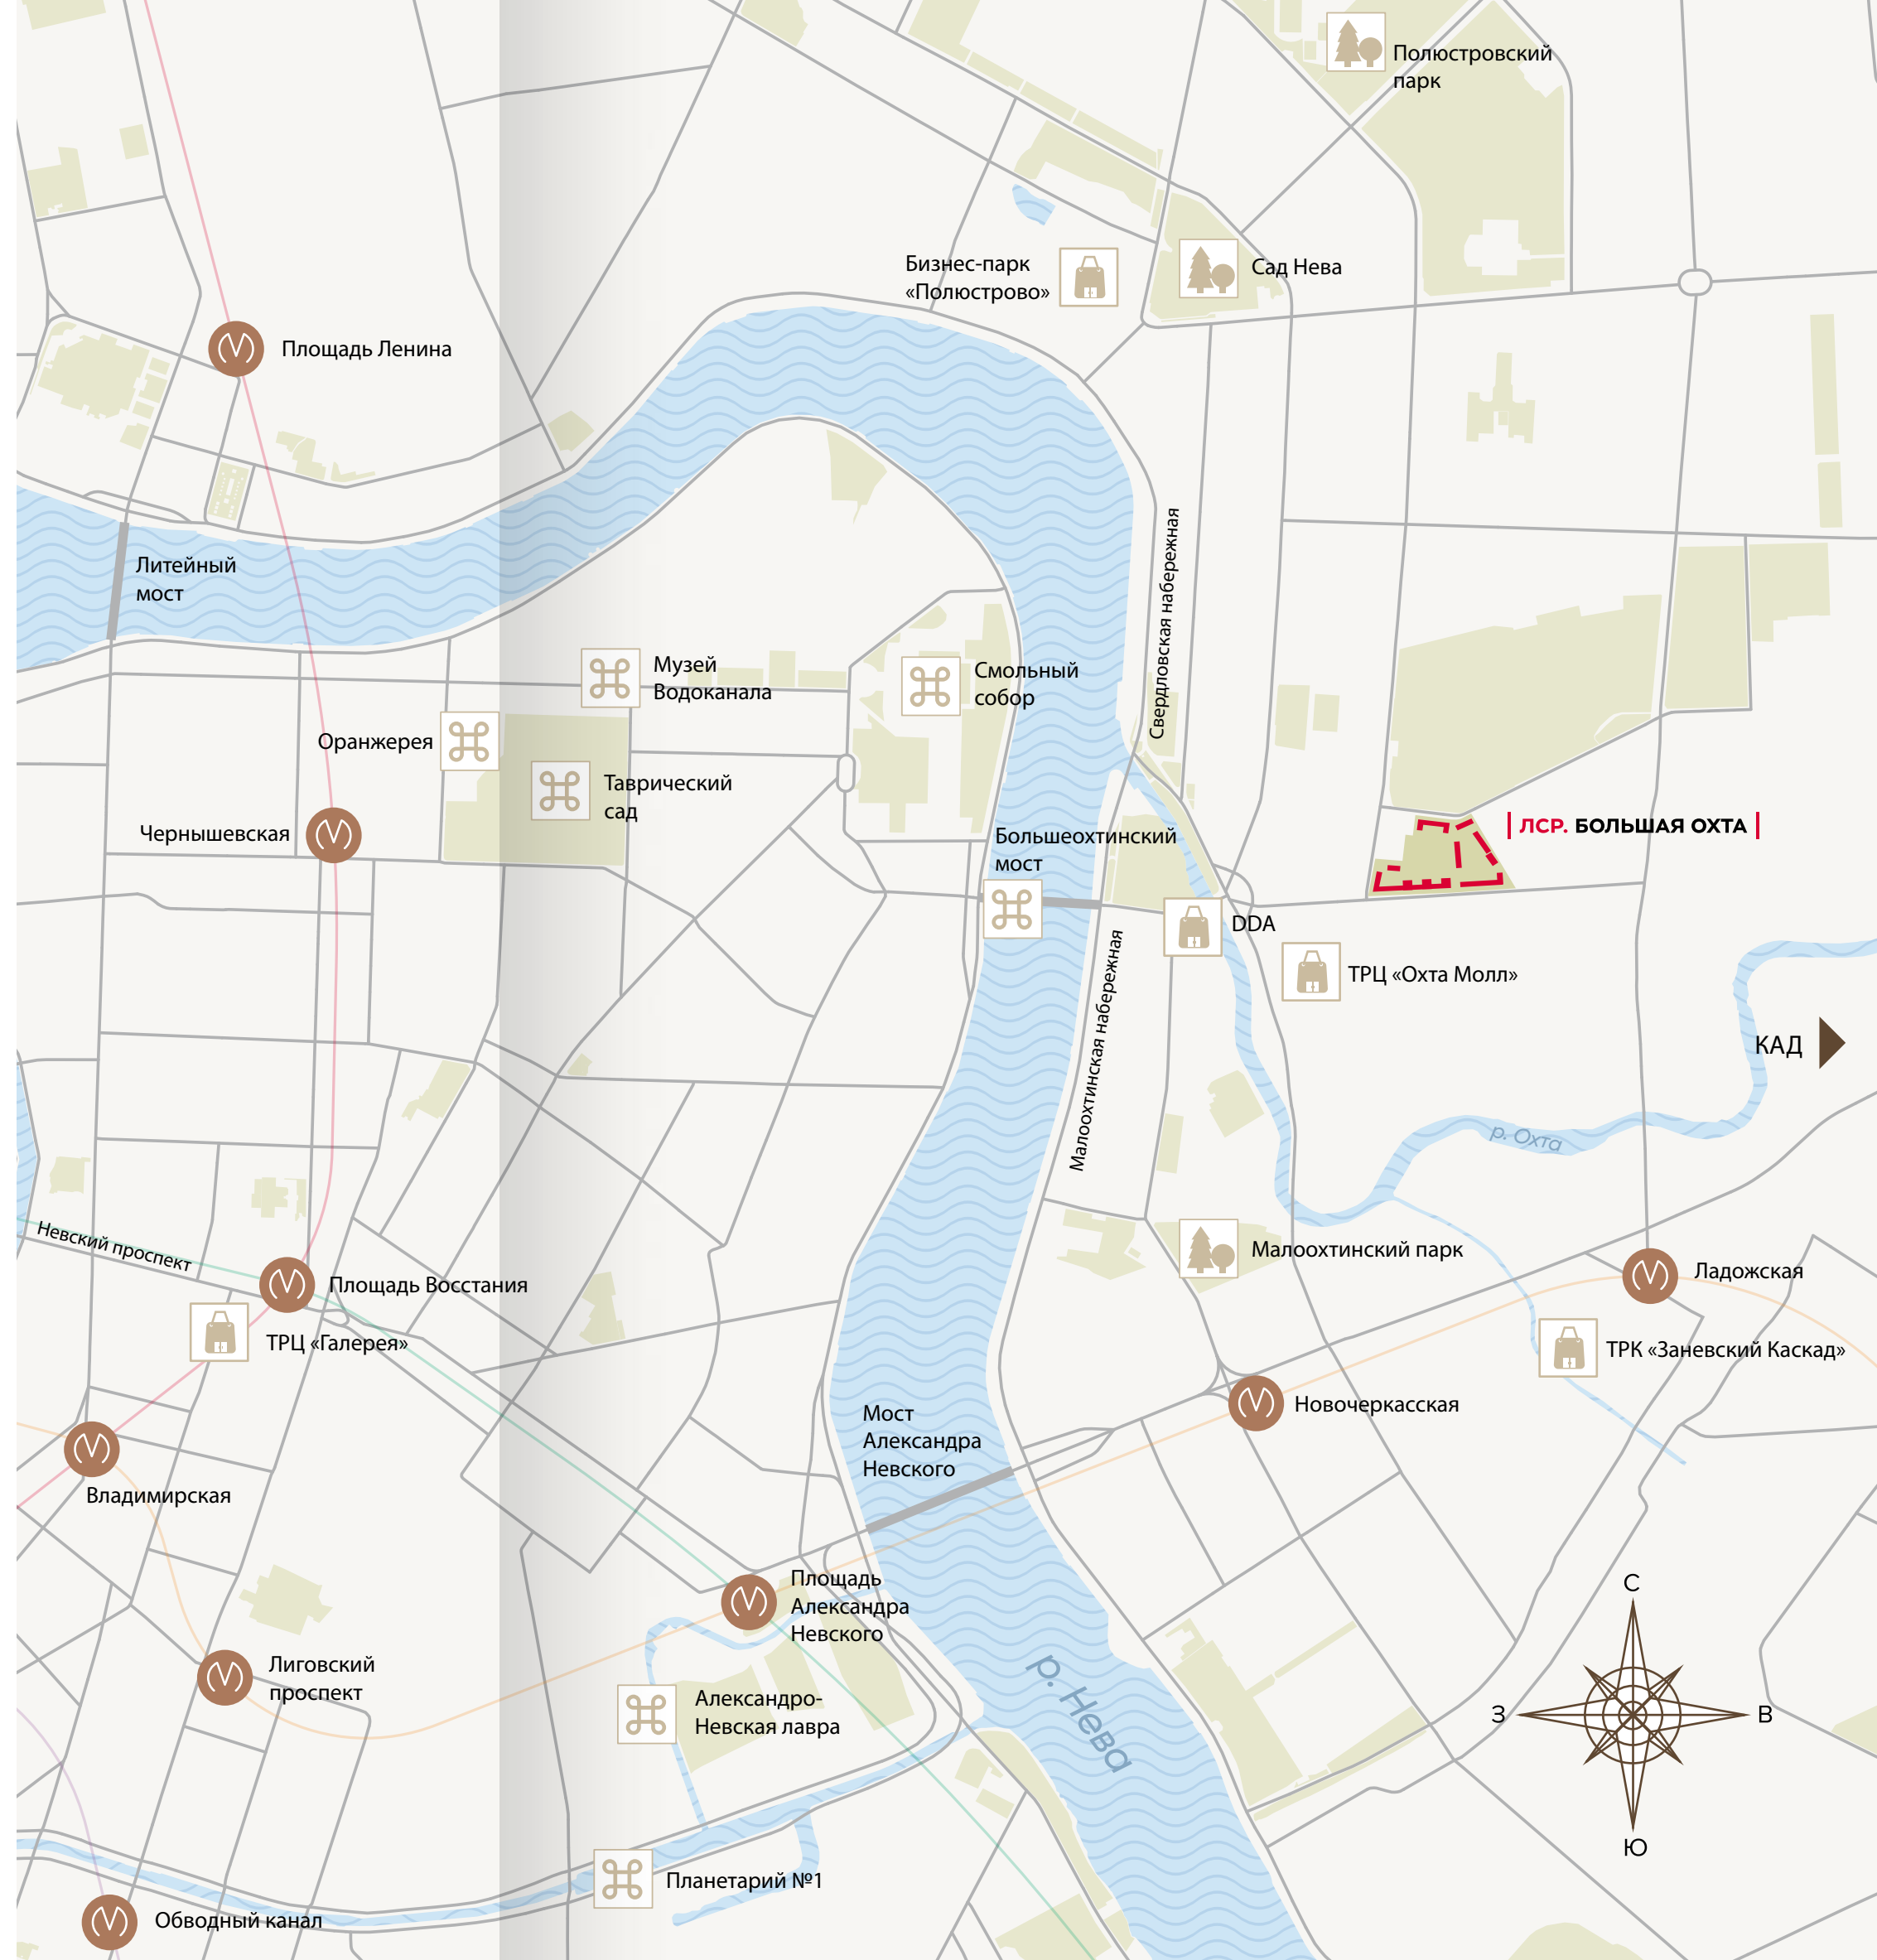 Полюстровский
парк
Бизнес-парк
«Полюстрово»
Сад Нева
Площадь Ленина
Литейный
мост
Свердловская набережная
Музей
Водоканала
Смольный
собор
Оранжерея
Таврический
сад
Чернышевская
Большеохтинский
мост
ЛСР. БОЛЬШАЯ ОХТА
DDA
ТРЦ «Охта Молл»
Малоохтинская набережная
КАД
р. Охта
Невский проспект
Малоохтинский парк
Площадь Восстания
Ладожская
ТРЦ «Галерея»
ТРК «Заневский Каскад»
Новочеркасская
Мост
Александра
Невского
Владимирская
Площадь
Александра
Невского
Лиговский
проспект
Александро-
Невская лавра
р. Нева
С
З
В
Ю
Планетарий №1
Обводный канал